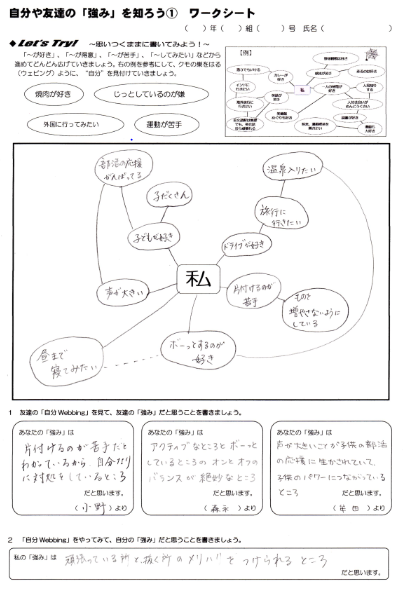 自分や友達の「強み」を知ろう① ワークシート
(　)年(　)組(　)号 氏名(　　　)
◆Let's Try! ～思いつくままに書いてみよう！～
「～が好き」、「～が得意」、「～が苦手」、「～してみたい」などから
進めてどんどん広げていきましょう。右の例を参考にして、クモの巣をはる
(ウェビング)ように、“自分”を見付けていきましょう。
焼肉が好き
じっとしているのが嫌
外国に行ってみたい
運動が苦手
【例】
私
部活の応援
がんばってる
子だくさん
子どもが好き
声が大きい
温泉入りたい
旅行に
行きたい
ドライブが好き
私
片付けるのが
苦手
ものを
増やさないように
している
昼まで
寝てみたい
ボーっとするのが
好き
1 友達の「自分Webbing」を見て、友達の「強み」だと思うことを書きましょう。
あなたの「強み」は
片付けるのが苦手だと
わかっているから、自分なり
に対処をしているところ
だと思います。
(小野)より
あなたの「強み」は
アクティブなところとボーっと
しているところの オンとオフの
バランスが絶妙なところ
だと思います。
(森永)より
あなたの「強み」は
声が大きいことが子供の部活
の応援に生かされていて、
子供のパワーにつながっている
ところ
だと思います。
(牟田)より
2 「自分Webbing」をやってみて、自分の「強み」だと思うことを書きましょう。
私の「強み」は 頑張っている所と、抜く所のメリハリをつけられるところ
だと思います。